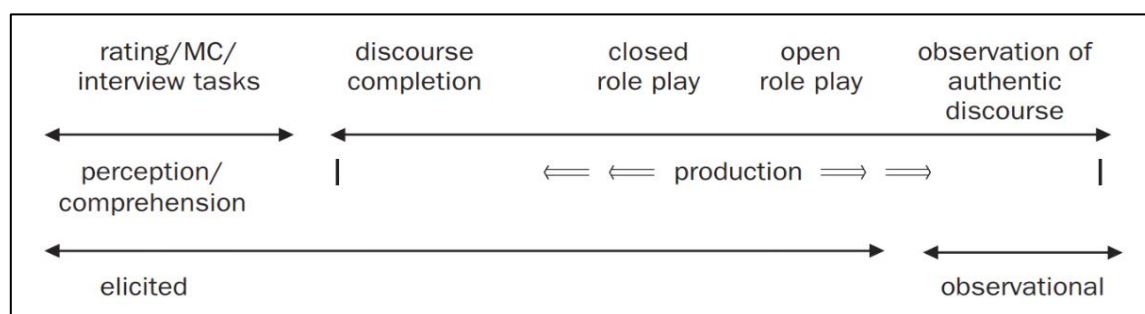 rating/MC/ discourse closed open observation of
interview tasks completion role play role play authentic
discourse
perception/ production
comprehension
elicited observational